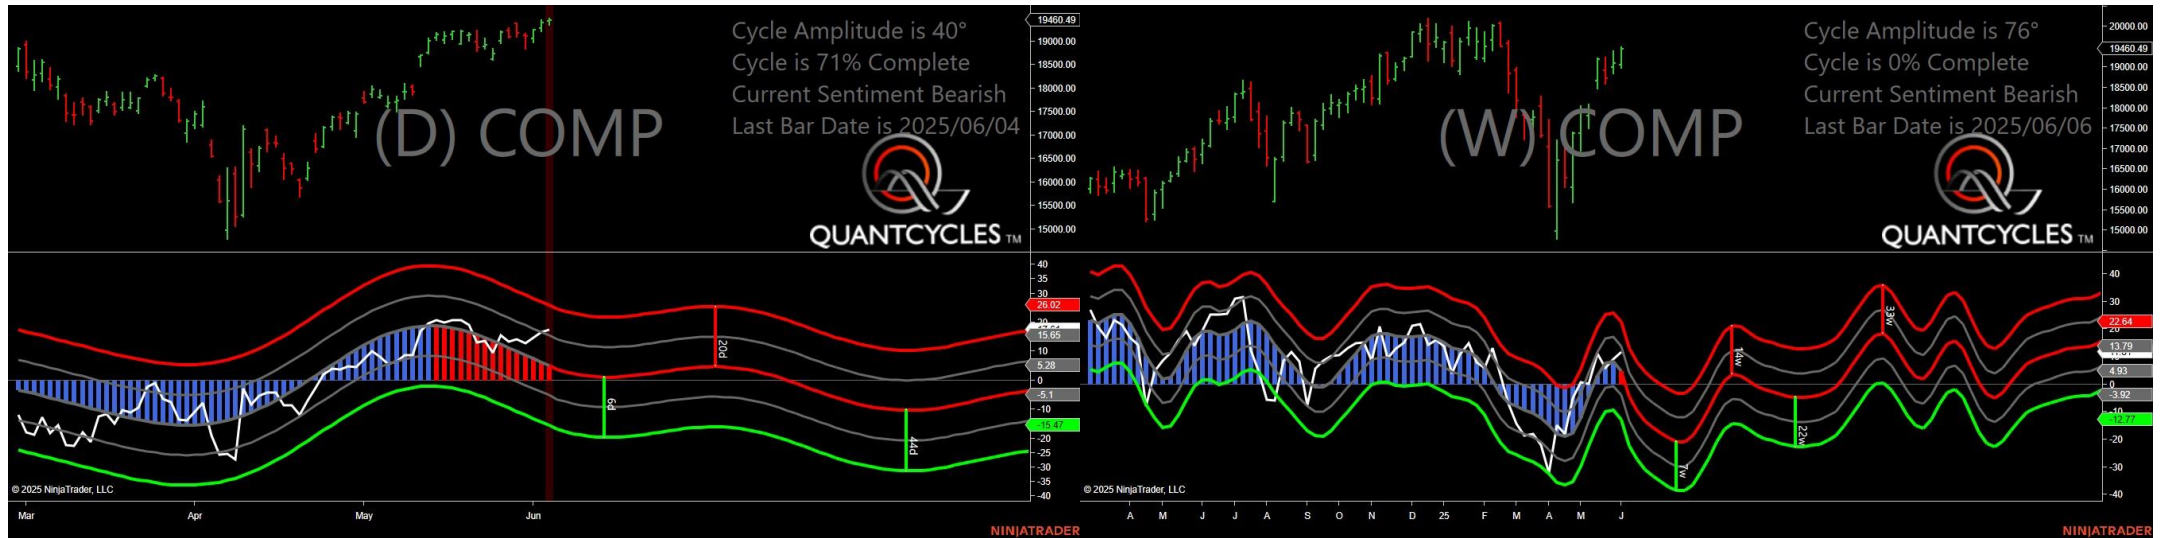 Cycle Amplitude is 40°
Cycle is 71% Complete
Current Sentiment Bearish
Last Bar Date is 2025/06/04
(D) COMP
QUANTCYCLES TM
19460.49
19000.00
18500.00
18000.00
17500.00
17000.00
16500.00
16000.00
15500.00
15000.00
40
35
30
26.02
20
15.65
10
5.28
0
-5.1
-10
-15.47
-20
-25
-30
-35
-40
6d
20d
44d
© 2025 NinjaTrader, LLC
Mar Apr May Jun
NINJATRADER
Cycle Amplitude is 76°
Cycle is 0% Complete
Current Sentiment Bearish
Last Bar Date is 2025/06/06
(W) COMP
QUANTCYCLES TM
20000.00
19460.49
19000.00
18500.00
18000.00
17500.00
17000.00
16500.00
16000.00
15500.00
15000.00
40
30
22.64
13.79
4.93
0
-3.92
-10
-12.77
-20
-30
-40
7w
14w
22w
33w
© 2025 NinjaTrader, LLC
A M J J A S O N D 25 F M A M J
NINJATRADER